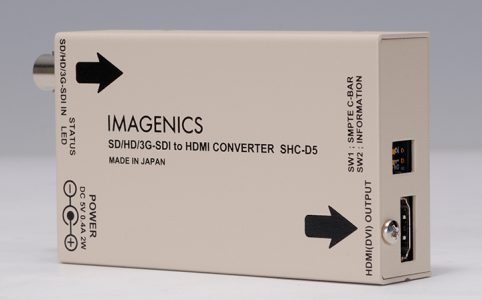 SD/HD/3G-SDI IN
STATUS
LED
IMAGENICS
SD/HD/3G-SDI to HDMI CONVERTER SHC-D5
MADE IN JAPAN
POWER
DC 5V 0.4A 2W
SW1 ; SMPTE C-BAR
SW2 ; INFORMATION
HDMI(DVI) OUTPUT